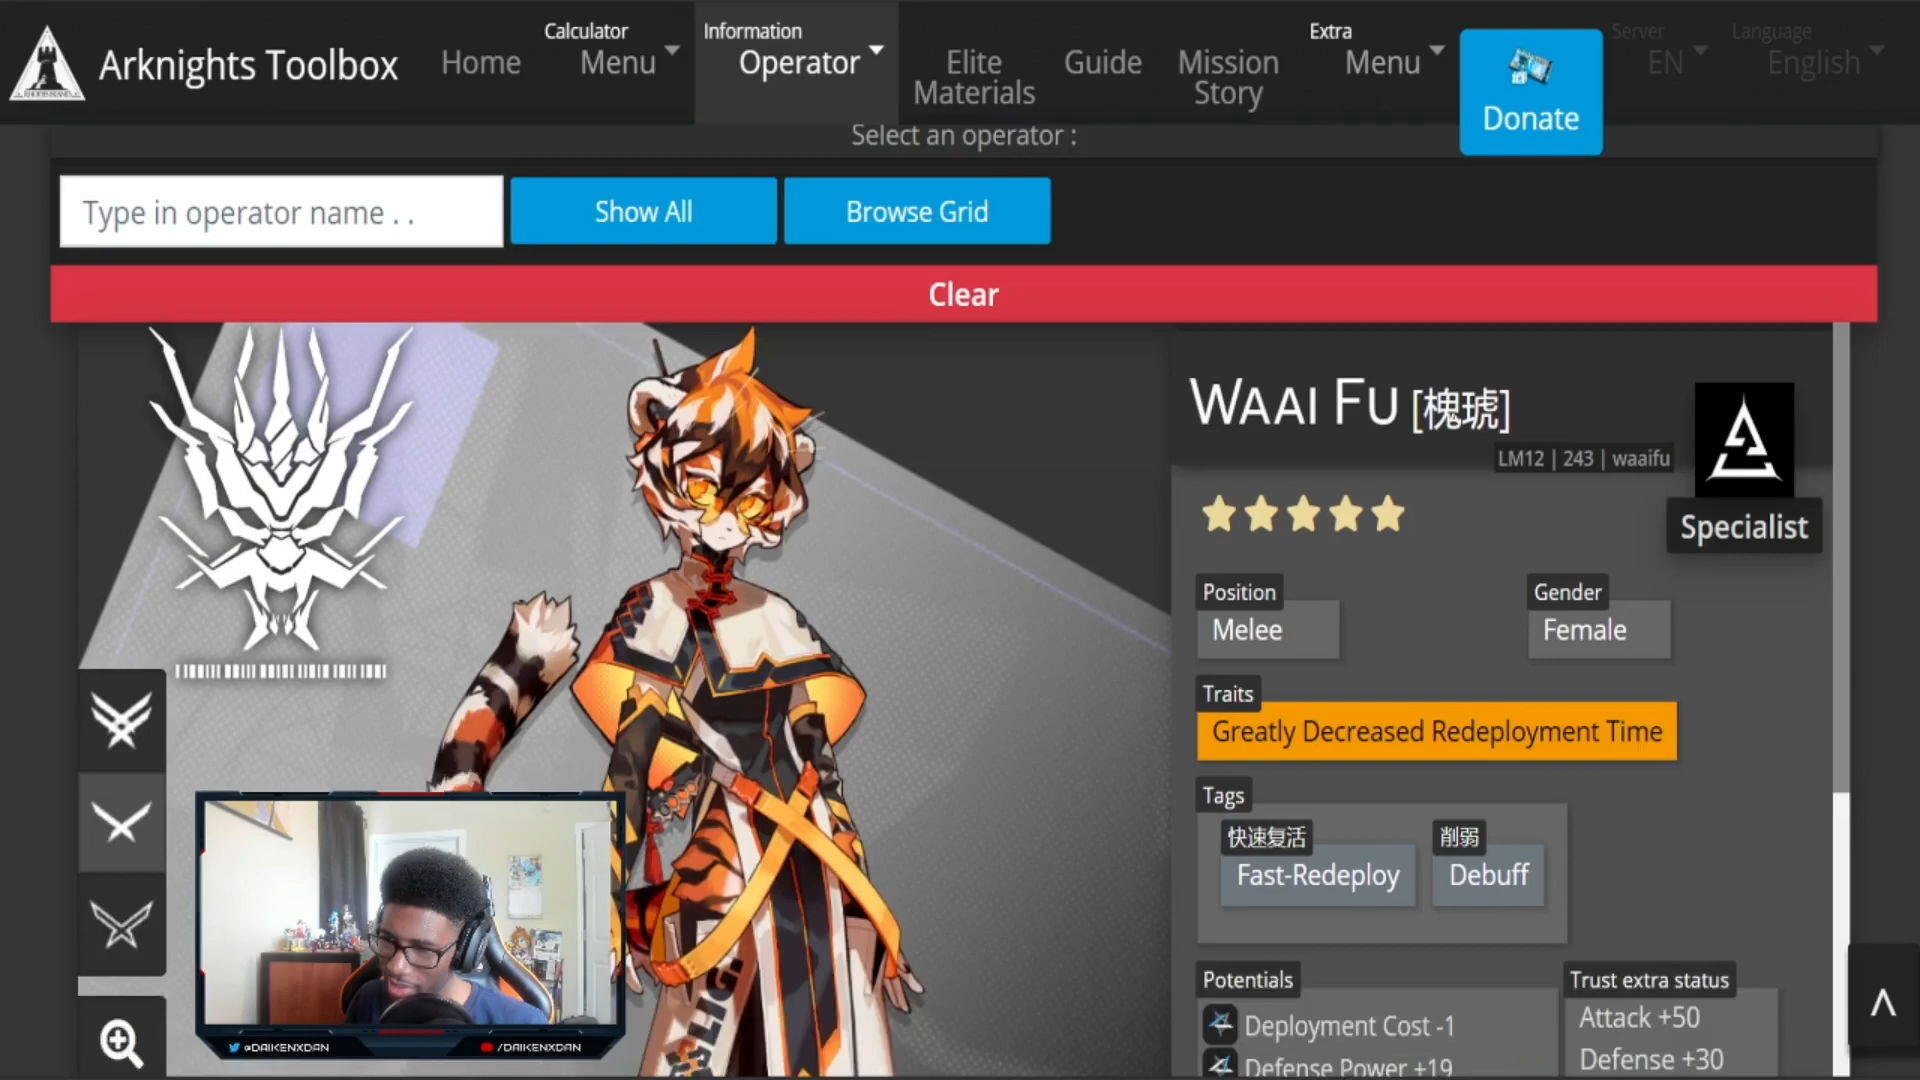 Arknights Toolbox
Home
Calculator
Menu
Information
Operator
Elite
Materials
Guide
Mission
Story
Extra
Menu
Donate
Server
EN
Language
English
Select an operator :
Type in operator name . .
Show All
Browse Grid
Clear
WAAI FU [槐琥]
LM12 | 243 | waaifu
Specialist
Position
Melee
Gender
Female
Traits
Greatly Decreased Redeployment Time
Tags
快速复活
Fast-Redeploy
削弱
Debuff
Potentials
Deployment Cost -1
Defense Power +19
Trust extra status
Attack +50
Defense +30
@DAIKENXDAN
/DAIKENXDAN